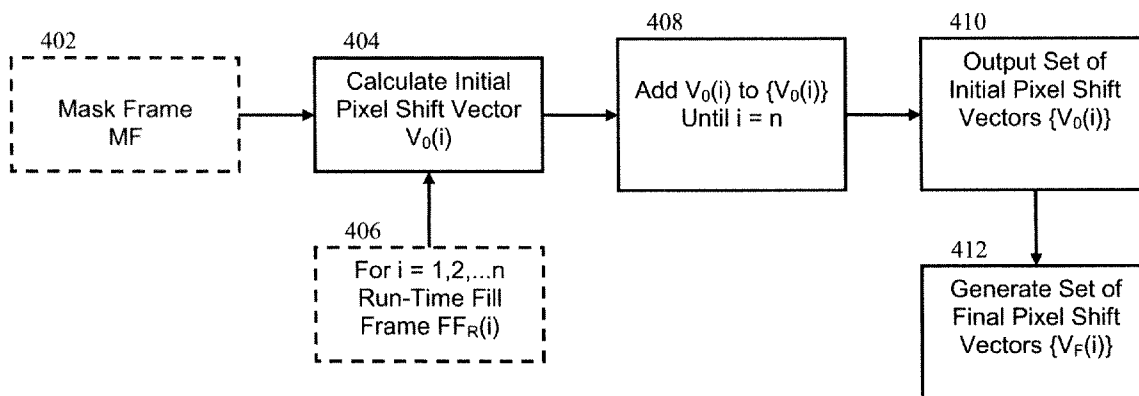 402
Mask Frame
MF
404
Calculate Initial
Pixel Shift Vector
V₀(i)
406
For i = 1,2,...n
Run-Time Fill
Frame FF_R(i)
408
Add V₀(i) to {V₀(i)}
Until i = n
410
Output Set of
Initial Pixel Shift
Vectors {V₀(i)}
412
Generate Set of
Final Pixel Shift
Vectors {V_F(i)}